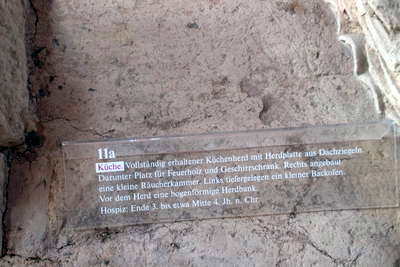 11a
Küche. Vollständig erhaltener Küchenherd mit Herdplatte aus Dachziegeln.
Darunter Platz für Feuerholz und Geschirrschrank. Rechts angebaut
eine kleine Räucherkammer. Links tiefergelegen ein kleiner Backofen.
Vor dem Herd eine bogenförmige Herdbank.
Hospiz: Ende 3. bis etwa Mitte 4. Jh. n. Chr.